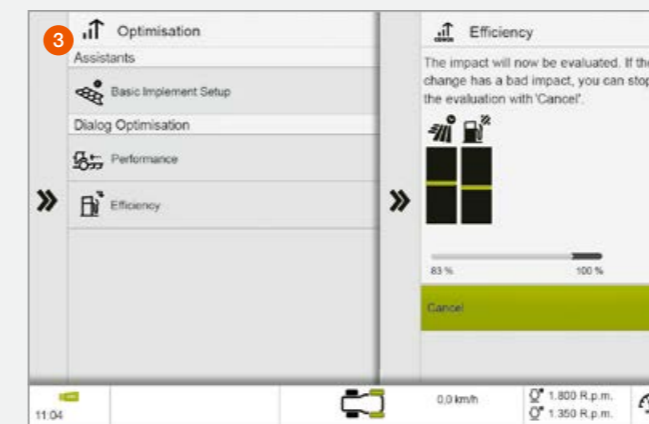 3
Optimisation
Assistants
Basic Implement Setup
Dialog Optimisation
Performance
Efficiency
Efficiency
The impact will now be evaluated. If the
change has a bad impact, you can stop
the evaluation with 'Cancel'.
83 %
100 %
Cancel
11:04
0,0 km/h
1.800 R.p.m.
1.350 R.p.m.